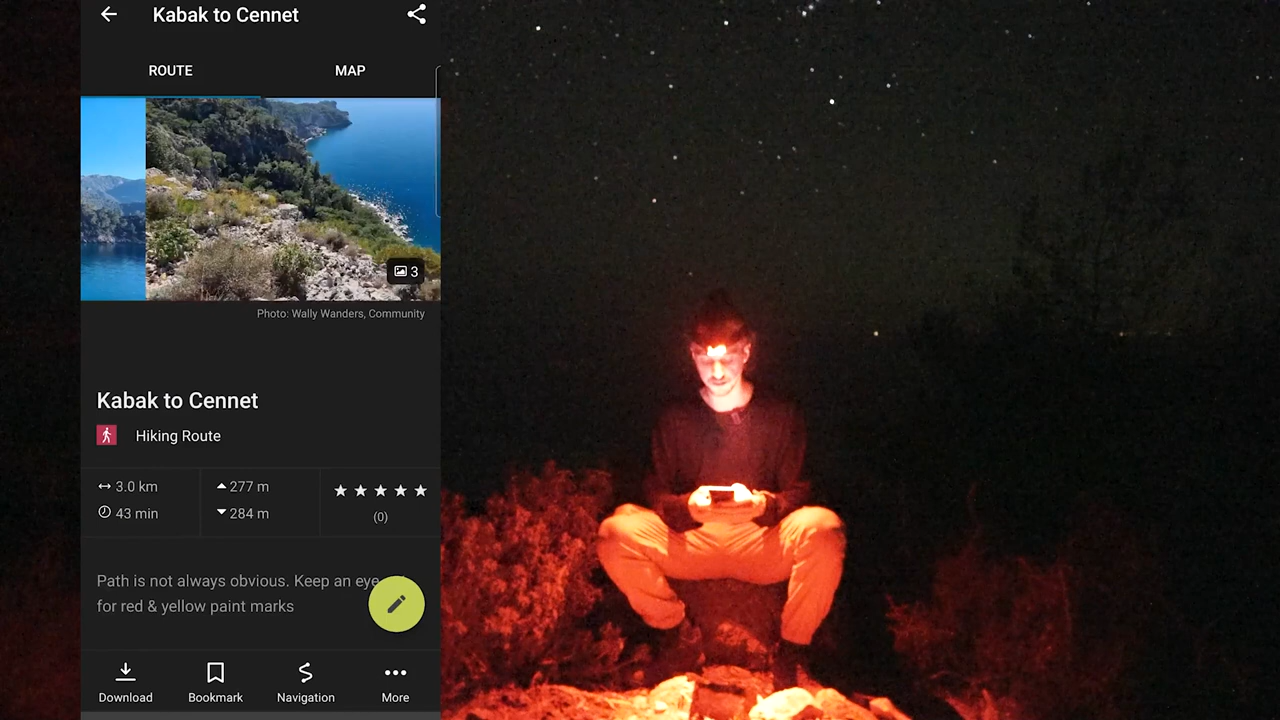 Kabak to Cennet
ROUTE
MAP
3
Photo: Wally Wanders, Community
Kabak to Cennet
Hiking Route
3.0 km
277 m
43 min
284 m
(0)
Path is not always obvious. Keep an eye
for red & yellow paint marks
Download
Bookmark
Navigation
More